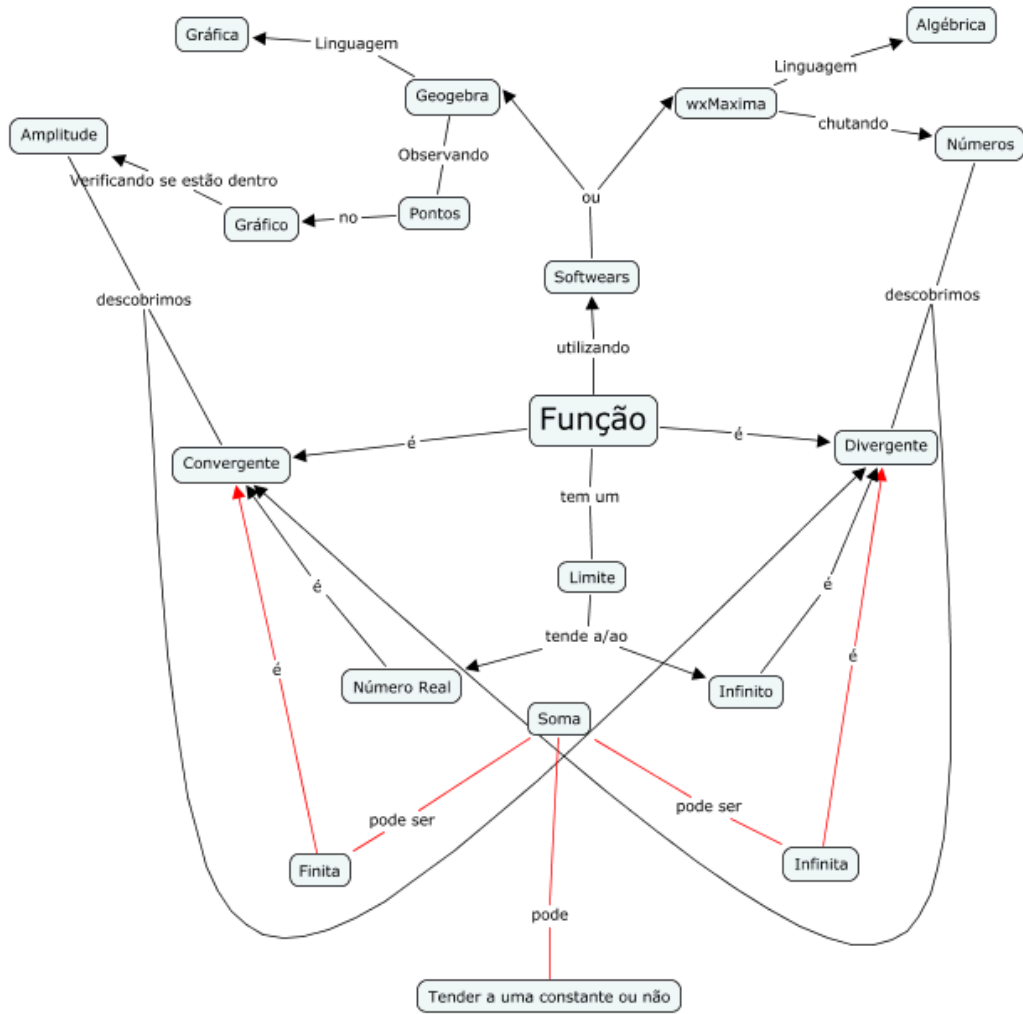 Algébrica
Gráfica
Linguagem
Linguagem
Geogebra
wxMaxima
chutando
Amplitude
Números
Observando
Verificando se estão dentro
ou
Pontos
no
Gráfico
Softwears
descobrimos
descobrimos
utilizando
Função
é
é
Convergente
Divergente
tem um
Limite
é
é
tende a/ao
é
é
Número Real
Infinito
Soma
pode ser
pode ser
Finita
Infinita
pode
Tender a uma constante ou não